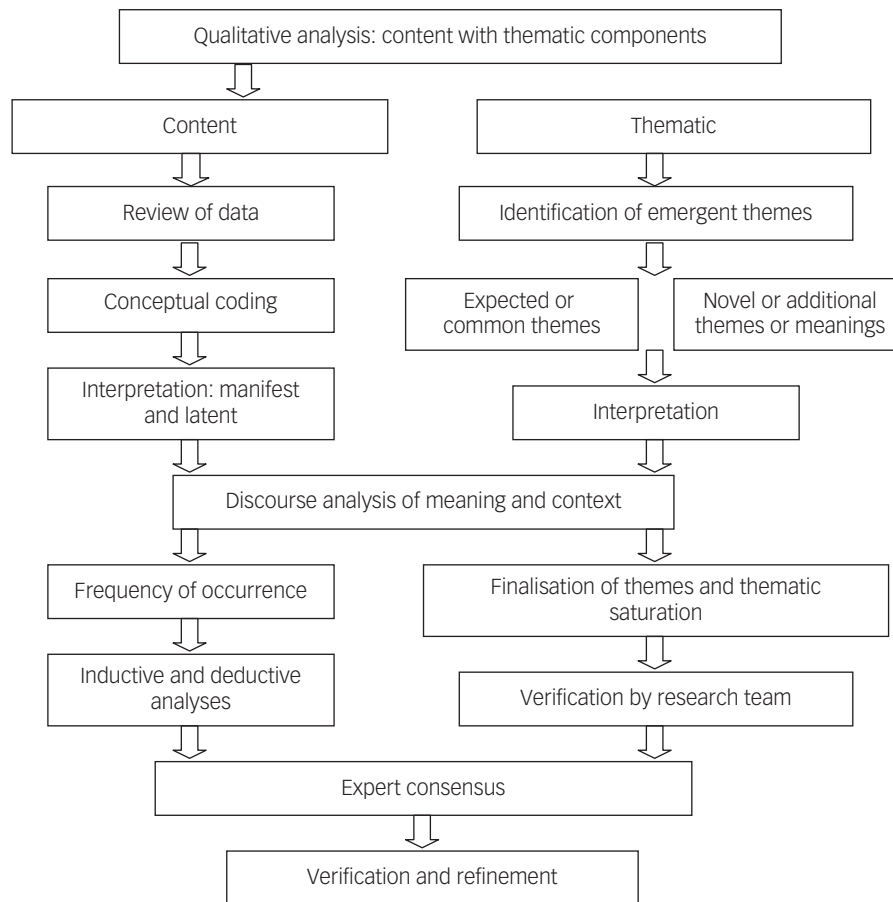 Qualitative analysis: content with thematic components
Content
Thematic
Review of data
Identification of emergent themes
Conceptual coding
Expected or
common themes
Novel or additional
themes or meanings
Interpretation: manifest
and latent
Interpretation
Discourse analysis of meaning and context
Frequency of occurrence
Finalisation of themes and thematic
saturation
Inductive and deductive
analyses
Verification by research team
Expert consensus
Verification and refinement